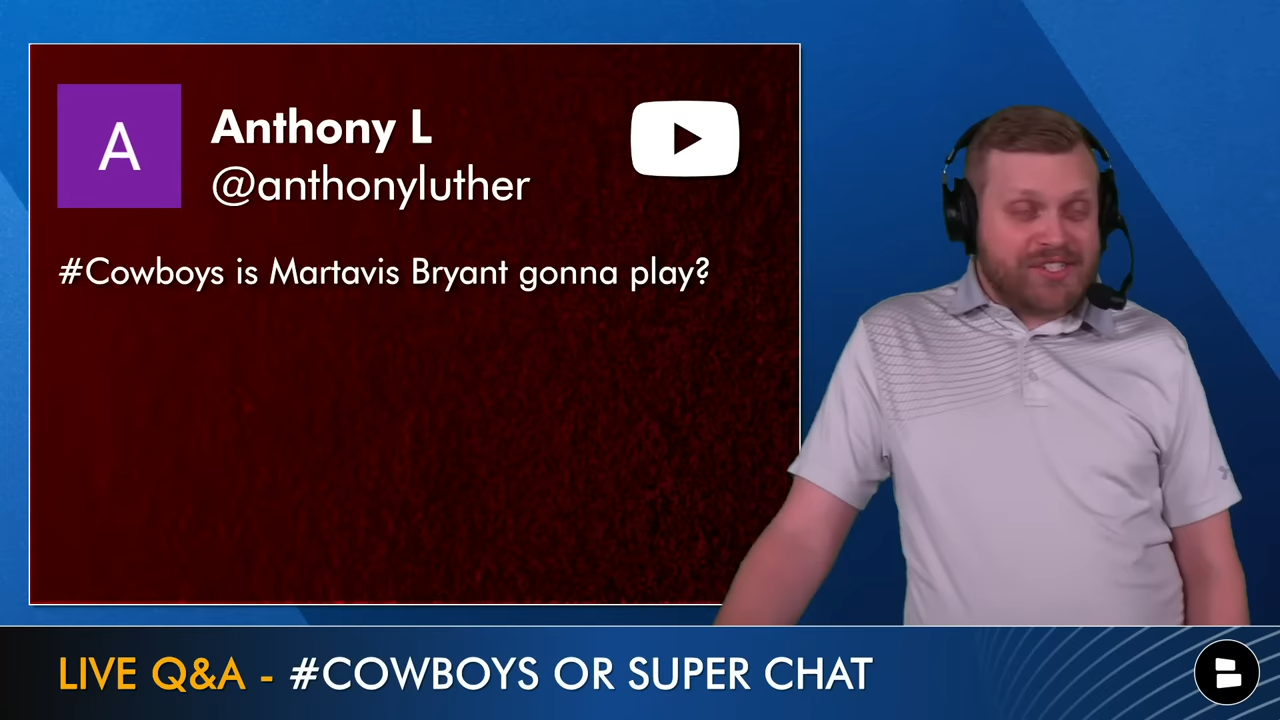 A
Anthony L
@anthonyluther
#Cowboys is Martavis Bryant gonna play?
LIVE Q&A - #COWBOYS OR SUPER CHAT